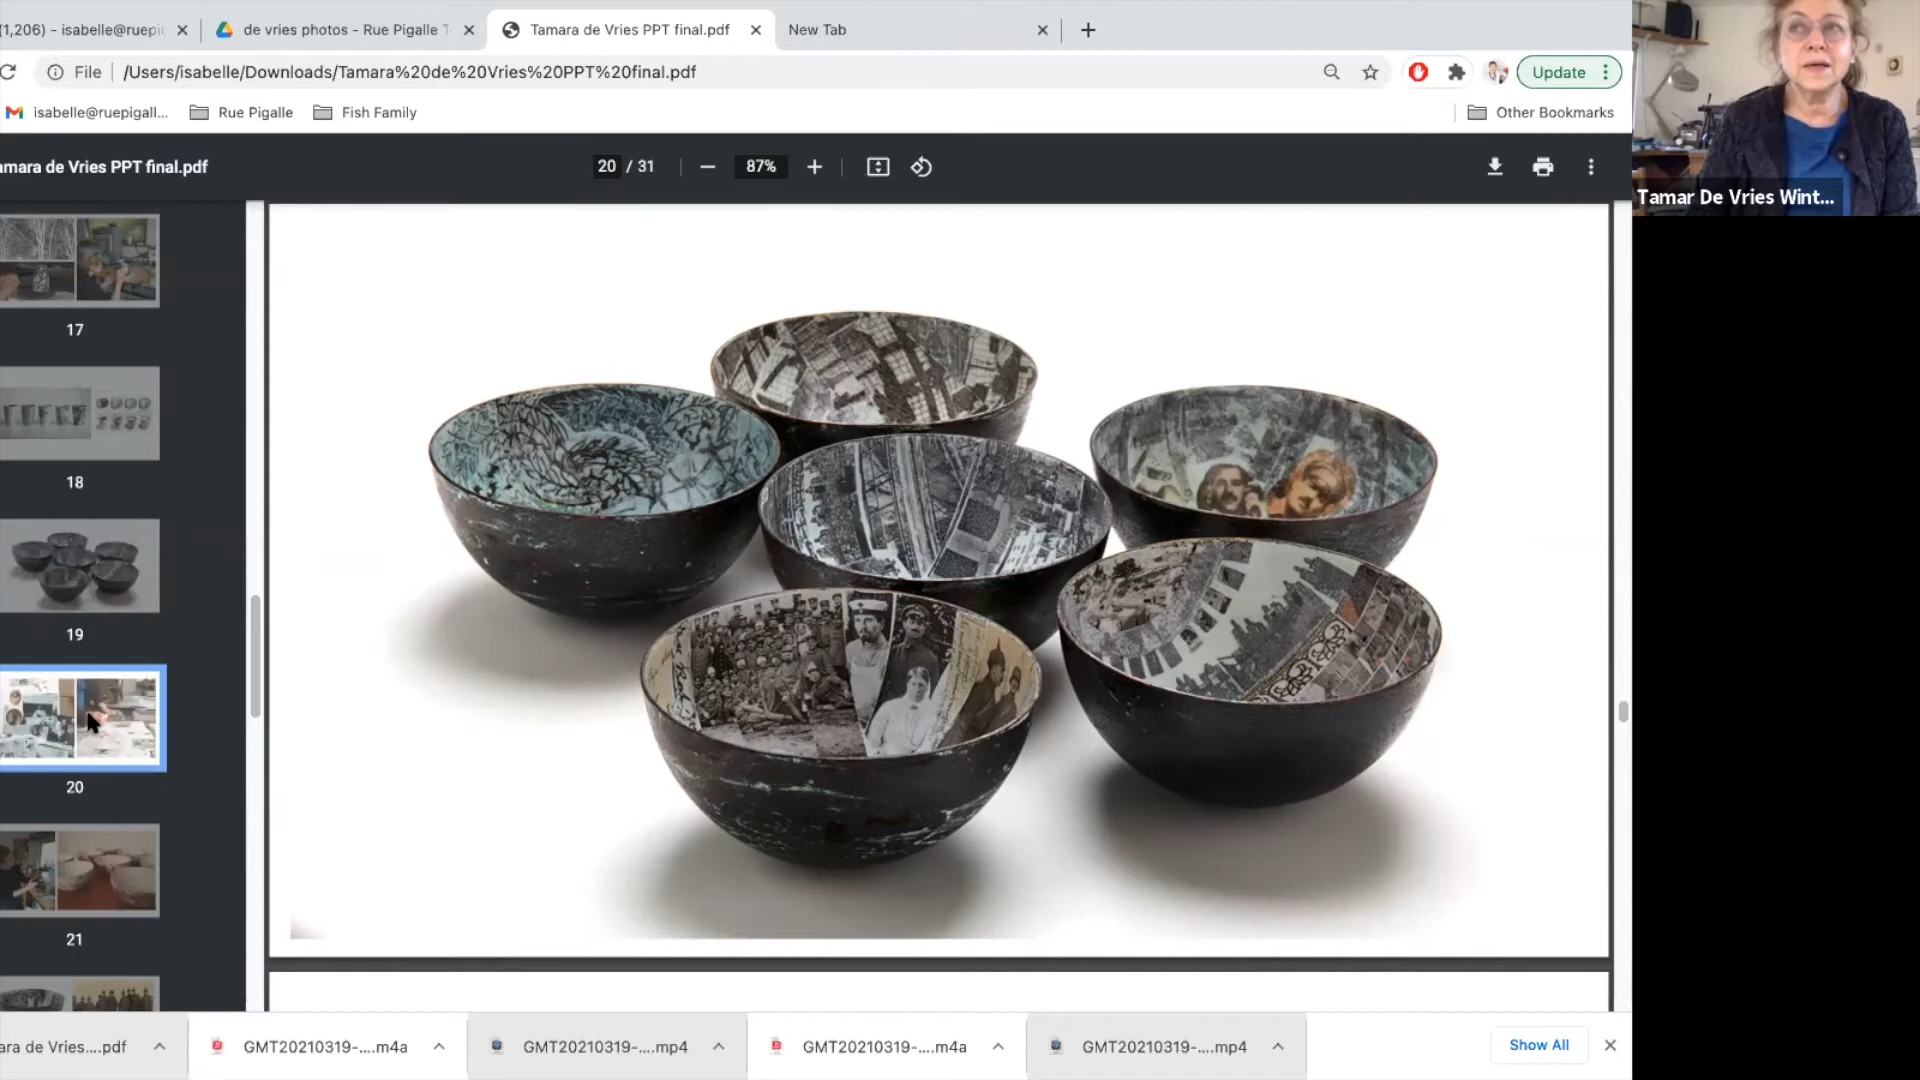 (1,206) - isabelle@ruepi
de vries photos - Rue Pigalle T
Tamara de Vries PPT final.pdf
New Tab
File
/Users/isabelle/Downloads/Tamara%20de%20Vries%20PPT%20final.pdf
Update
isabelle@ruepigall...
Rue Pigalle
Fish Family
Other Bookmarks
amara de Vries PPT final.pdf
20 / 31
87%
Tamar De Vries Wint...
17
18
19
20
21
ara de Vries....pdf
GMT20210319-....m4a
GMT20210319-....mp4
GMT20210319-....m4a
GMT20210319-....mp4
Show All